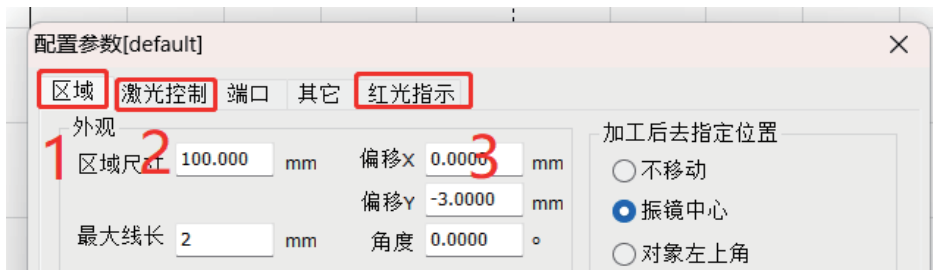 配置参数[default]
区域 激光控制 端口 其它 红光指示
1 2 3
外观
区域尺寸 100.000 mm 偏移X 0.0000 mm
偏移Y -3.0000 mm
最大线长 2 mm 角度 0.0000 °
加工后去指定位置
不移动
振镜中心
对象左上角